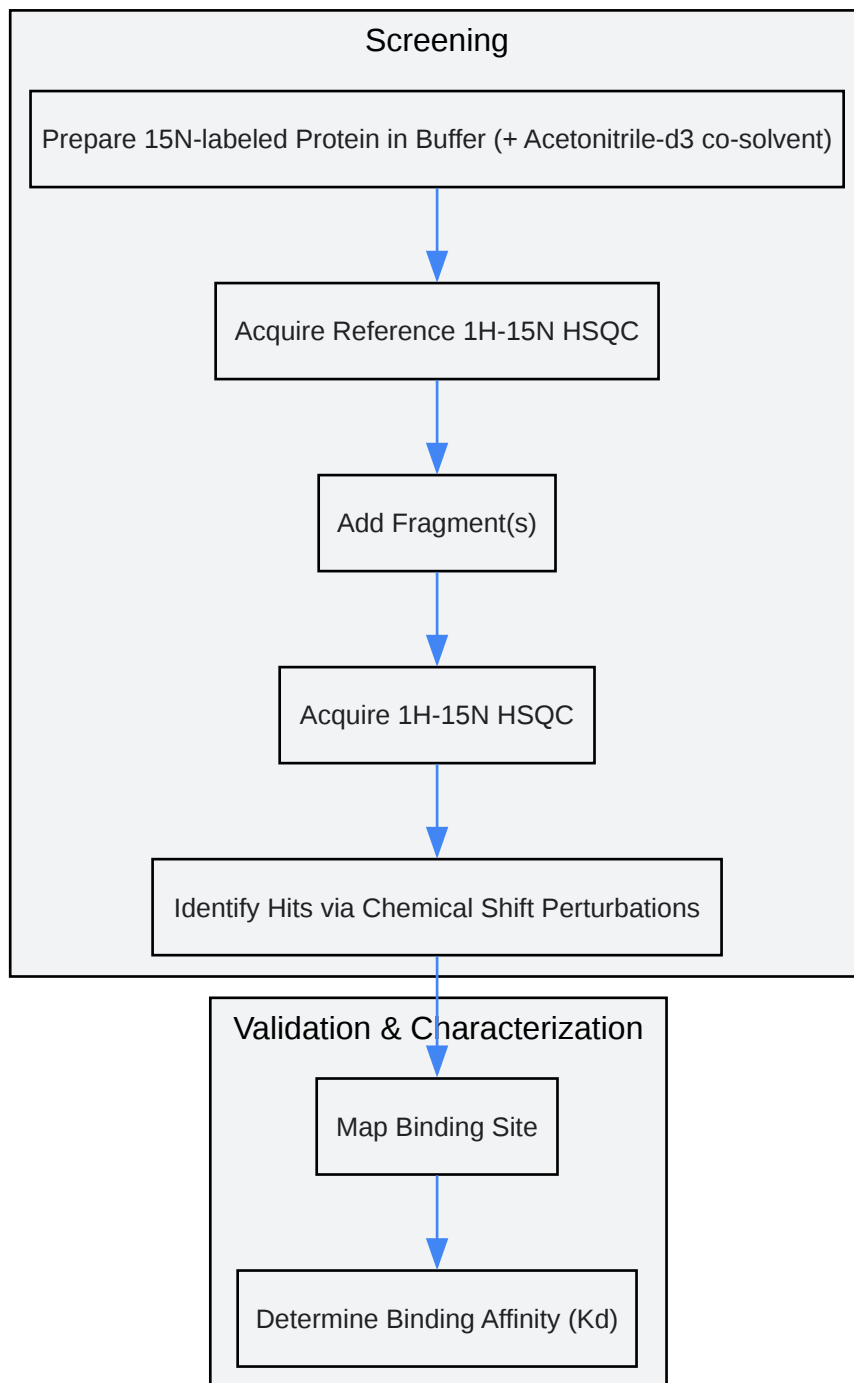 Screening
Prepare 15N-labeled Protein in Buffer (+ Acetonitrile-d3 co-solvent)
Acquire Reference 1H-15N HSQC
Add Fragment(s)
Acquire 1H-15N HSQC
Identify Hits via Chemical Shift Perturbations
Validation & Characterization
Map Binding Site
Determine Binding Affinity (Kd)